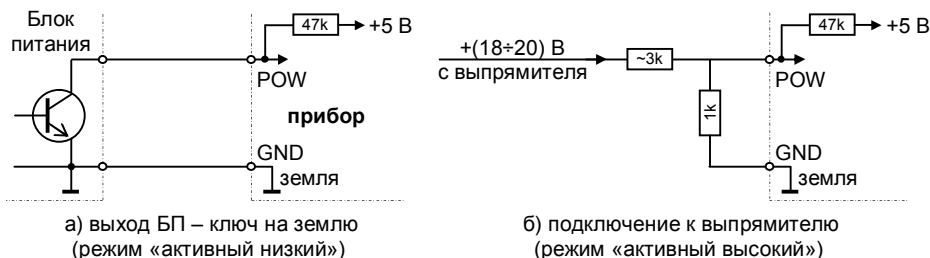 Блок
питания
47k
+5 В
POW
прибор
GND
земля
а) выход БП – ключ на землю
(режим «активный низкий»)
+(18÷20) В
с выпрямителя
~3k
1k
47k
+5 В
POW
GND
земля
б) подключение к выпрямителю
(режим «активный высокий»)